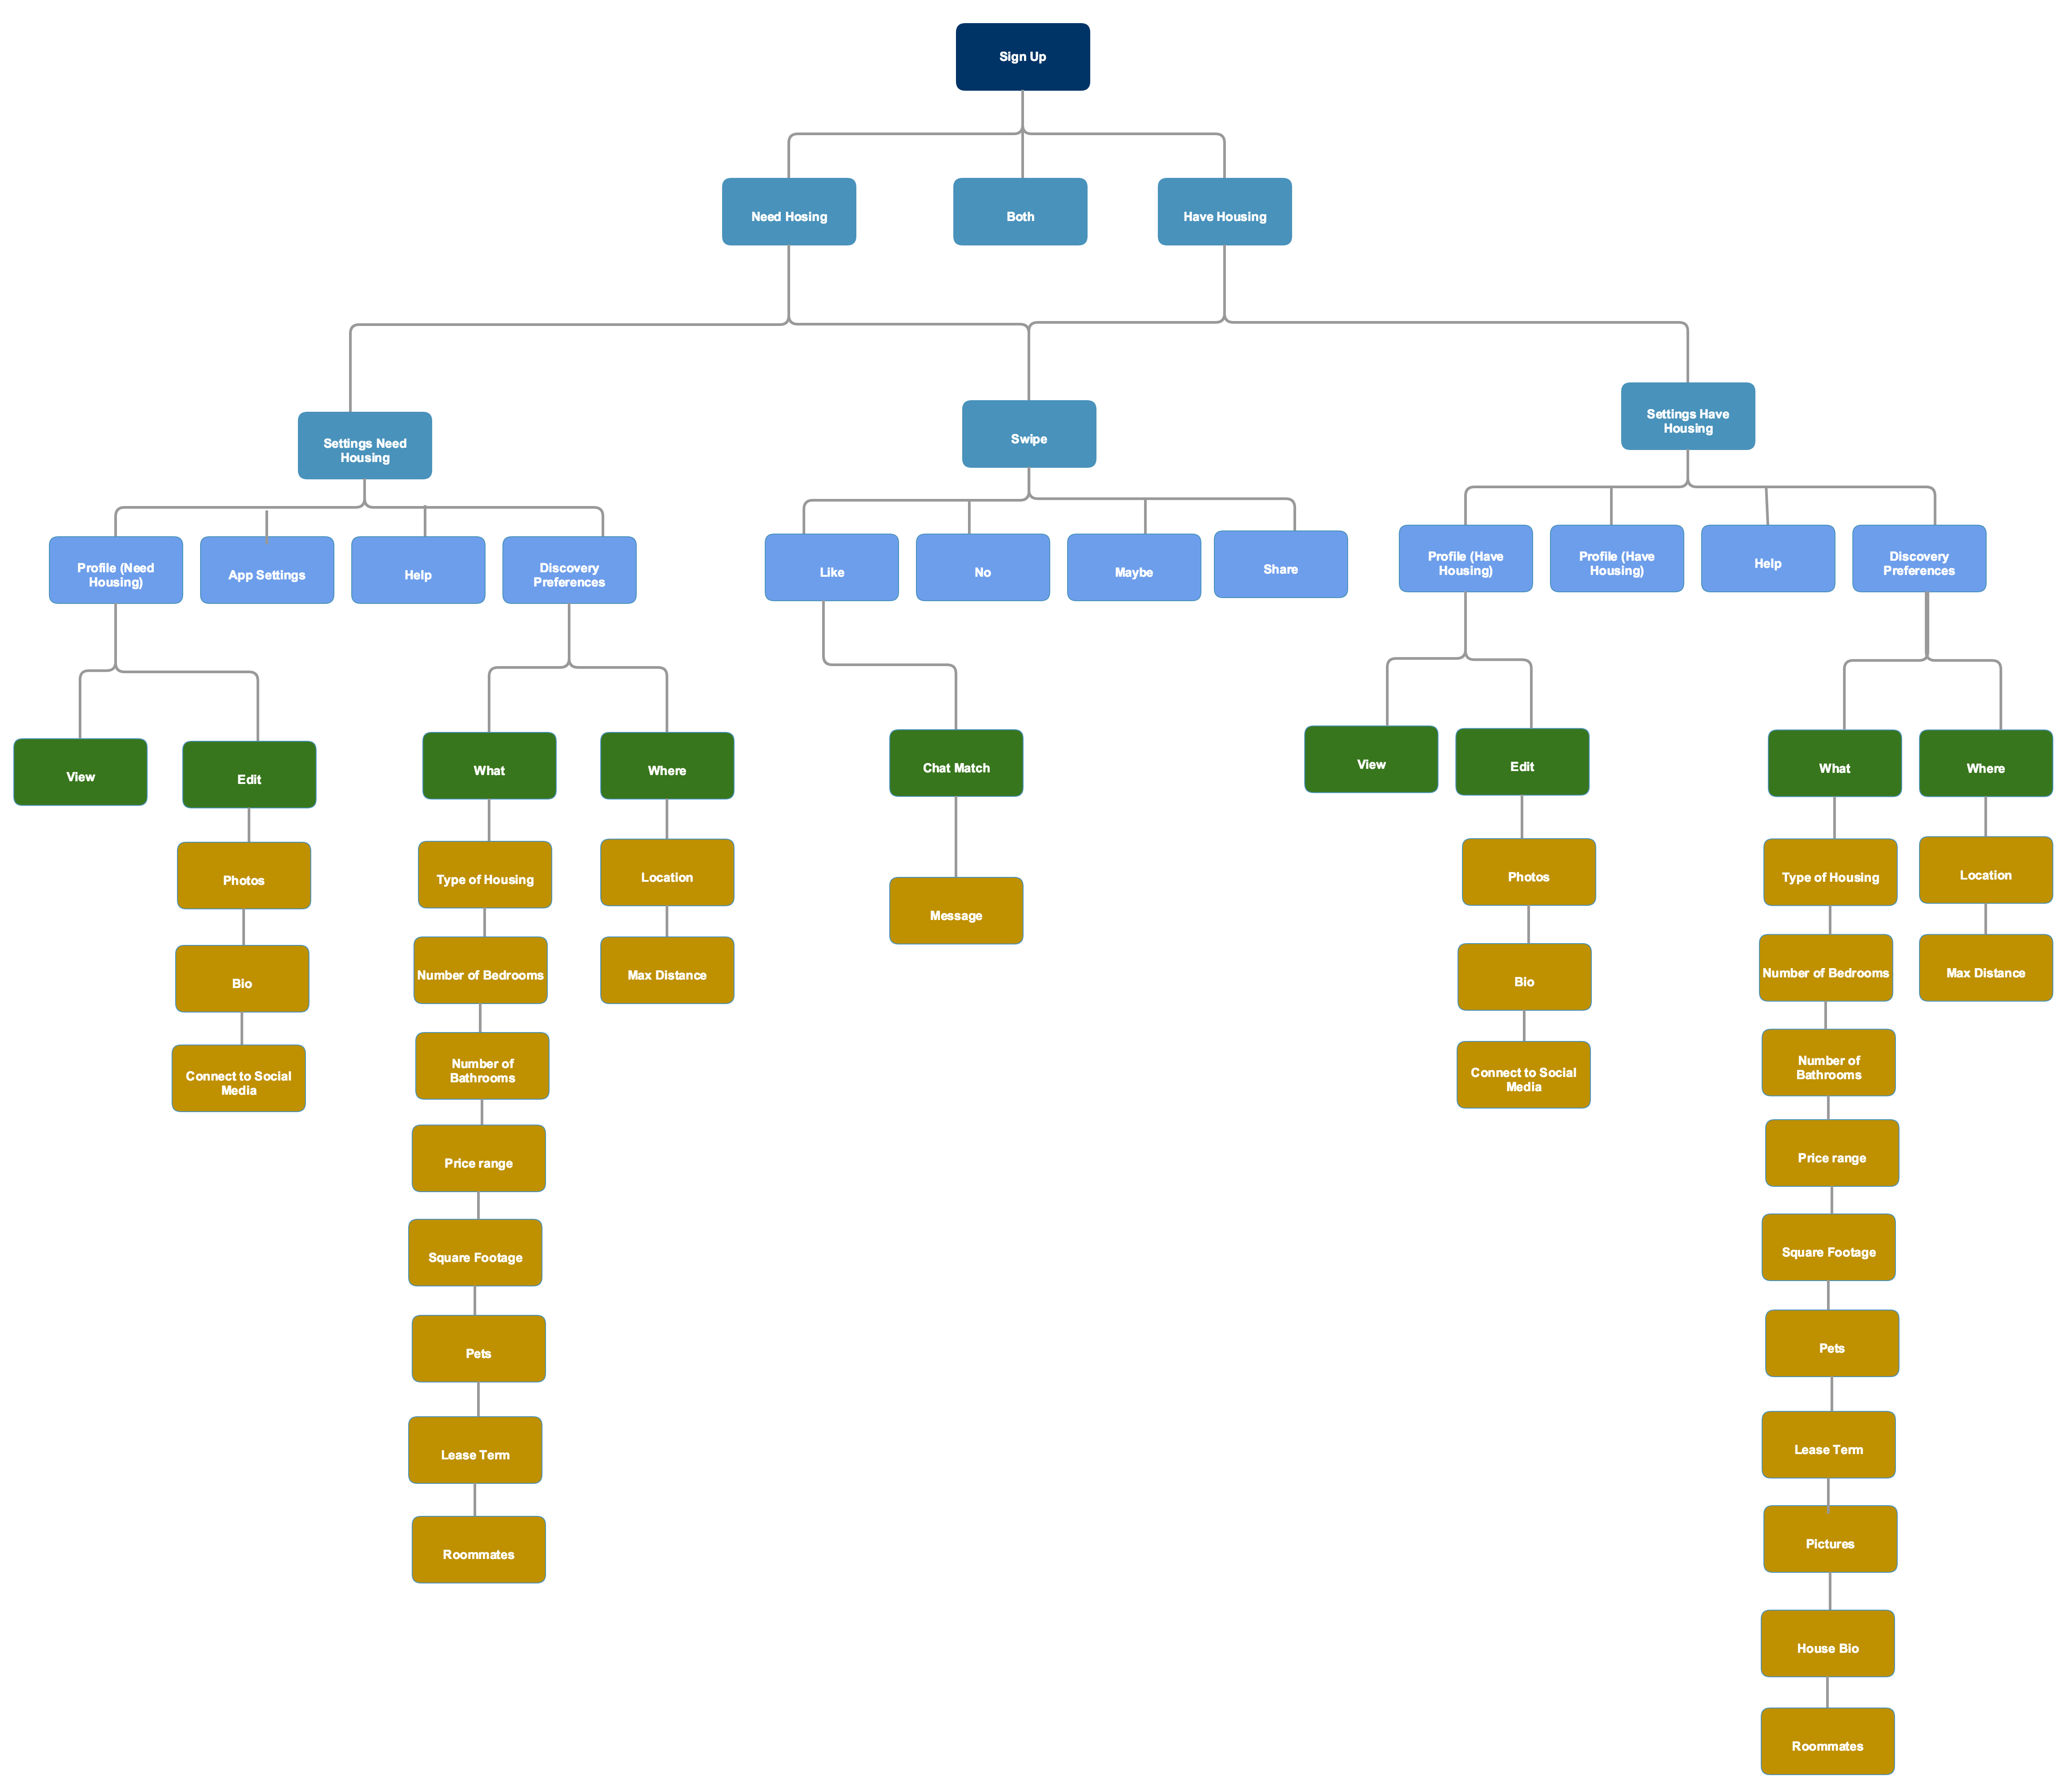 Sign Up
Need Hosing
Both
Have Housing
Settings Need
Housing
Swipe
Settings Have
Housing
Profile (Need
Housing)
App Settings
Help
Discovery
Preferences
Like
No
Maybe
Share
Profile (Have
Housing)
Profile (Have
Housing)
Help
Discovery
Preferences
View
Edit
What
Where
Chat Match
View
Edit
What
Where
Photos
Type of Housing
Location
Message
Photos
Type of Housing
Location
Bio
Number of Bedrooms
Max Distance
Bio
Number of Bedrooms
Max Distance
Connect to Social
Media
Number of
Bathrooms
Connect to Social
Media
Number of
Bathrooms
Price range
Price range
Square Footage
Square Footage
Pets
Pets
Lease Term
Lease Term
Roommates
Pictures
House Bio
Roommates